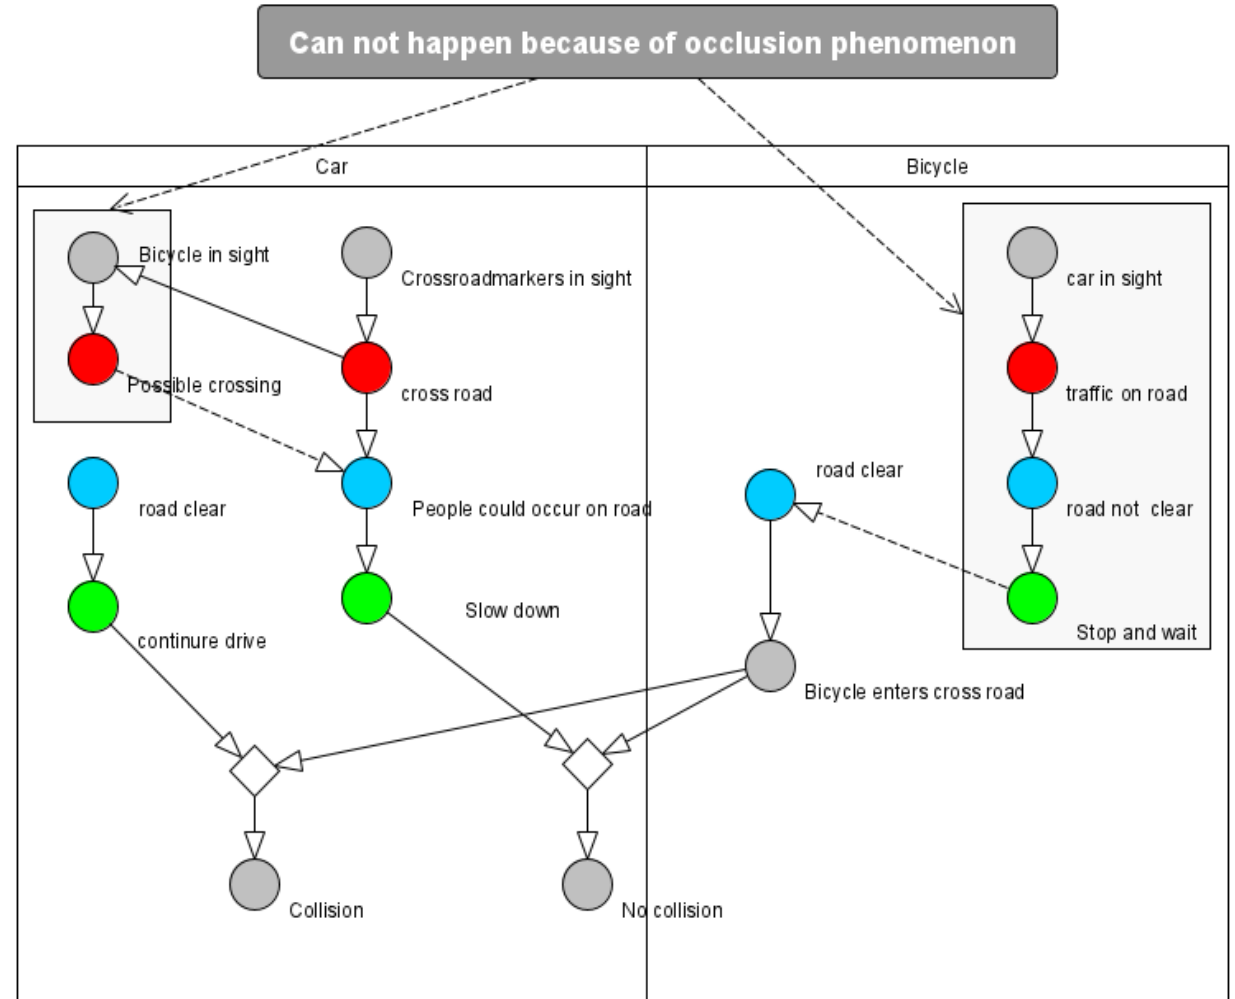 Can not happen because of occlusion phenomenon
Car
Bicycle
Bicycle in sight
Crossroadmarkers in sight
car in sight
Possible crossing
cross road
traffic on road
road clear
road clear
People could occur on road
road not clear
Slow down
Stop and wait
continure drive
Bicycle enters cross road
Collision
No collision